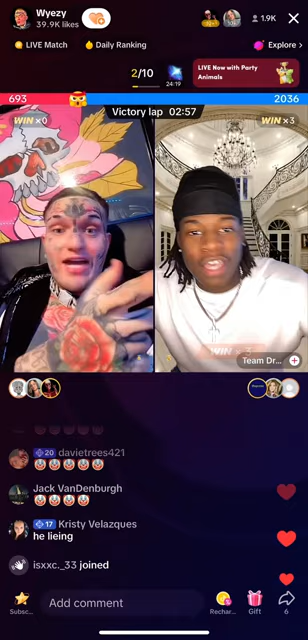 Wyezy
39.9K likes
1.9K
LIVE Match
Daily Ranking
Explore >
2/10
24:19
LIVE Now with Party Animals
693
2036
Victory lap 02:57
WIN x0
WIN x3
Team Dr...
20 davietrees421
🤡🤡🤡🤡🤡
Jack VanDenburgh
🤡🤡🤡🤡
17 Kristy Velazques
he lieing
isxxc._33 joined
Subsc...
Add comment
Rechar...
Gift
6